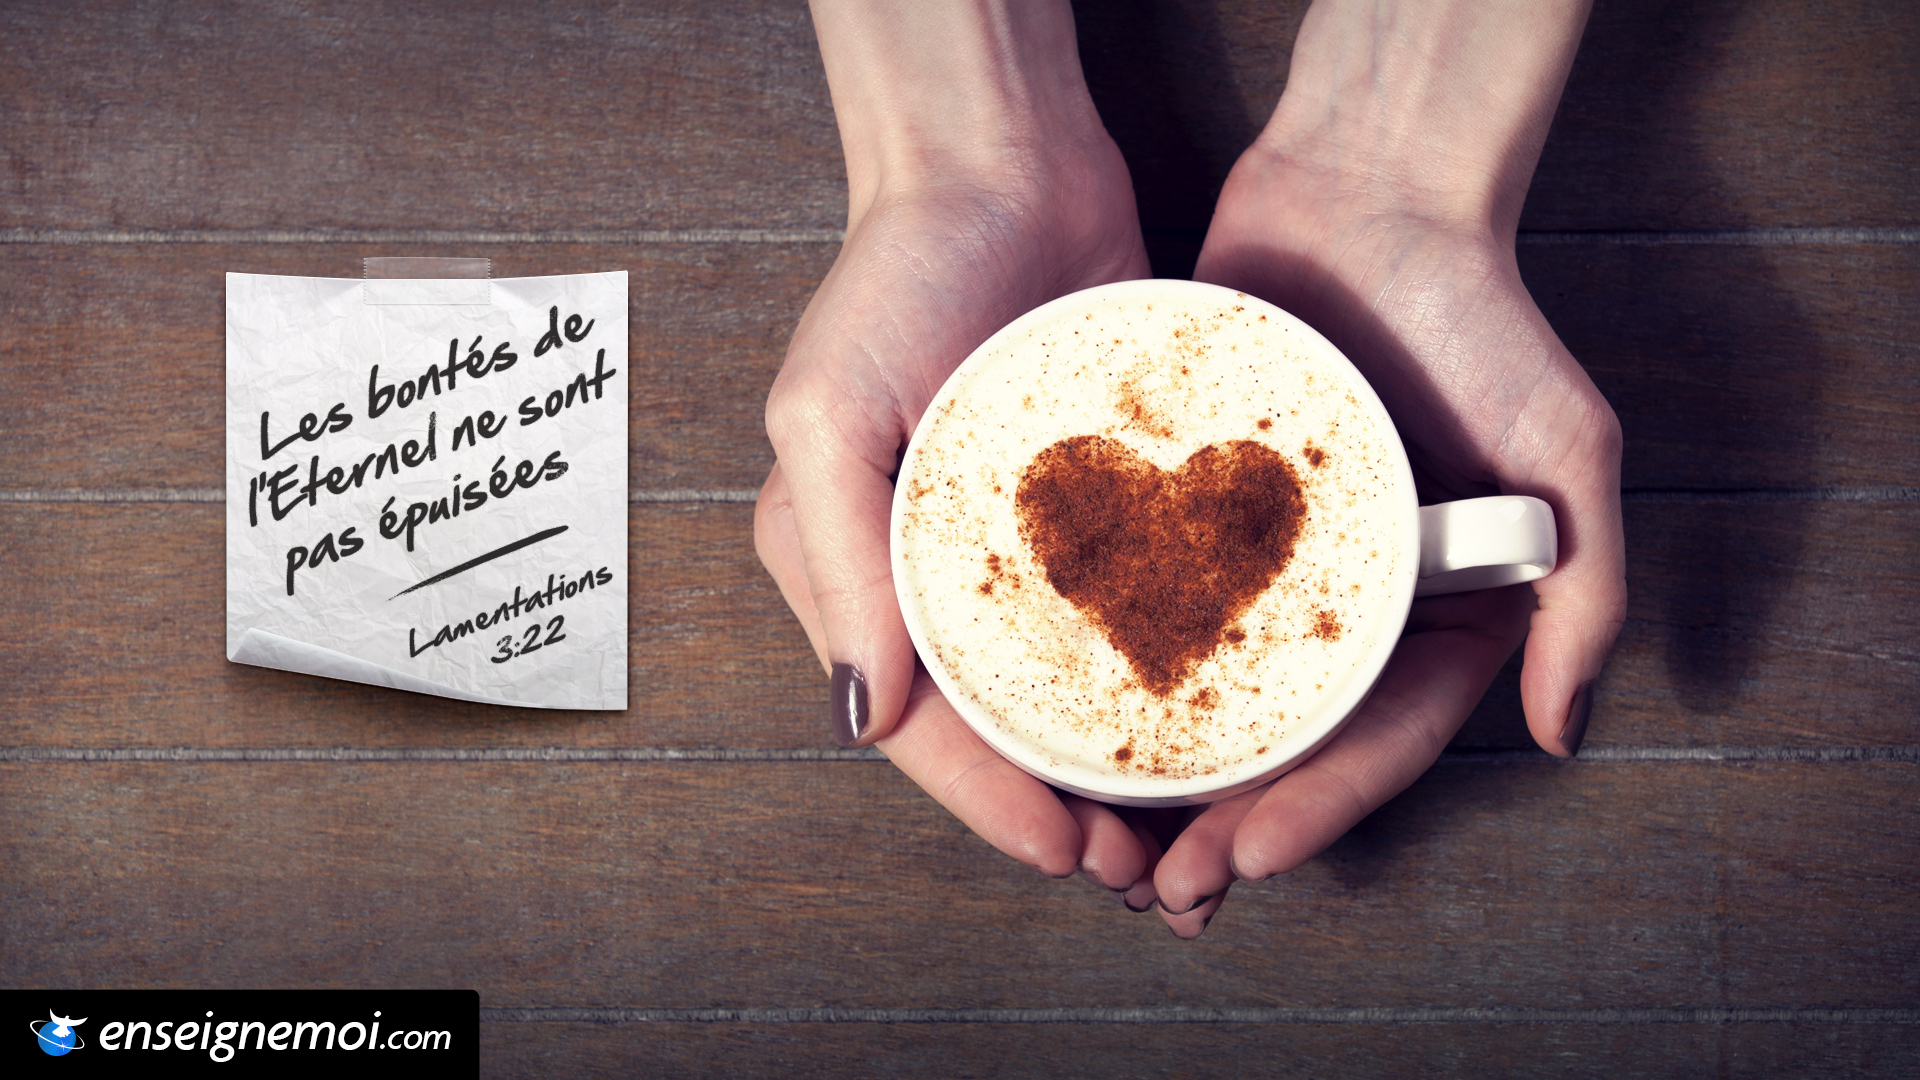 Les bontés de
l'Eternel ne sont
pas épuisées
Lamentations
3:22
enseignemoi.com